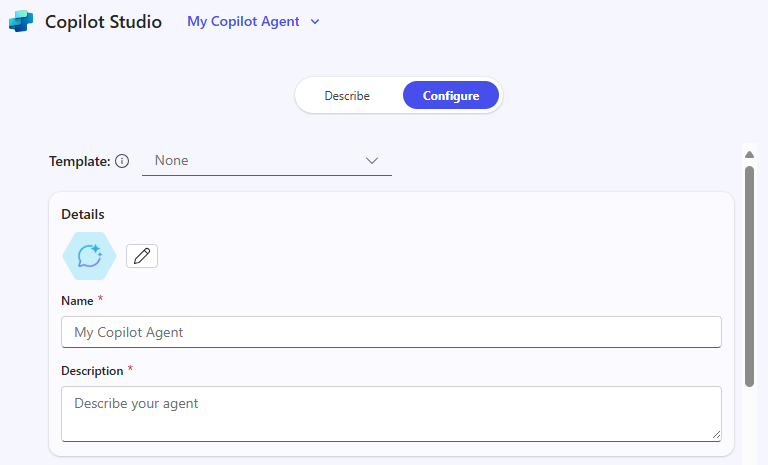 Copilot Studio My Copilot Agent
Describe Configure
Template: None
Details
Name *
My Copilot Agent
Description *
Describe your agent